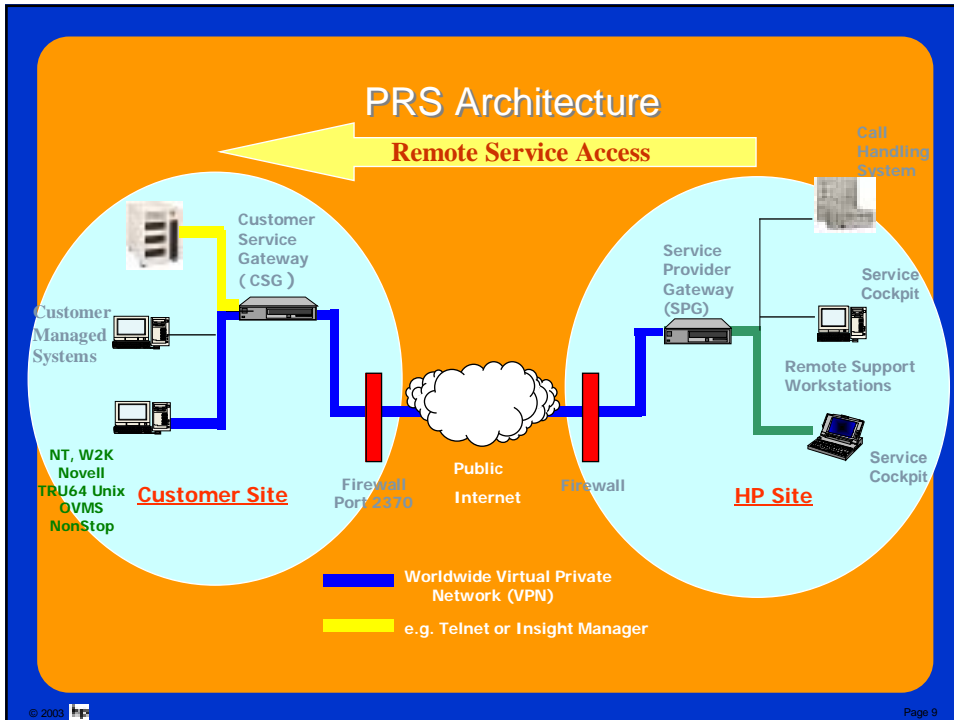 PRS Architecture
Remote Service Access
Call
Handling
System
Customer
Service
Gateway
( CSG )
Service
Provider
Gateway
(SPG)
Service
Cockpit
Customer
Managed
Systems
Remote Support
Workstations
NT, W2K
Novell
TRU64 Unix
OVMS
NonStop
Customer Site
Firewall
Port 2370
Public
Internet
Firewall
HP Site
Service
Cockpit
Worldwide Virtual Private
Network (VPN)
e.g. Telnet or Insight Manager
© 2003 hp
Page 9